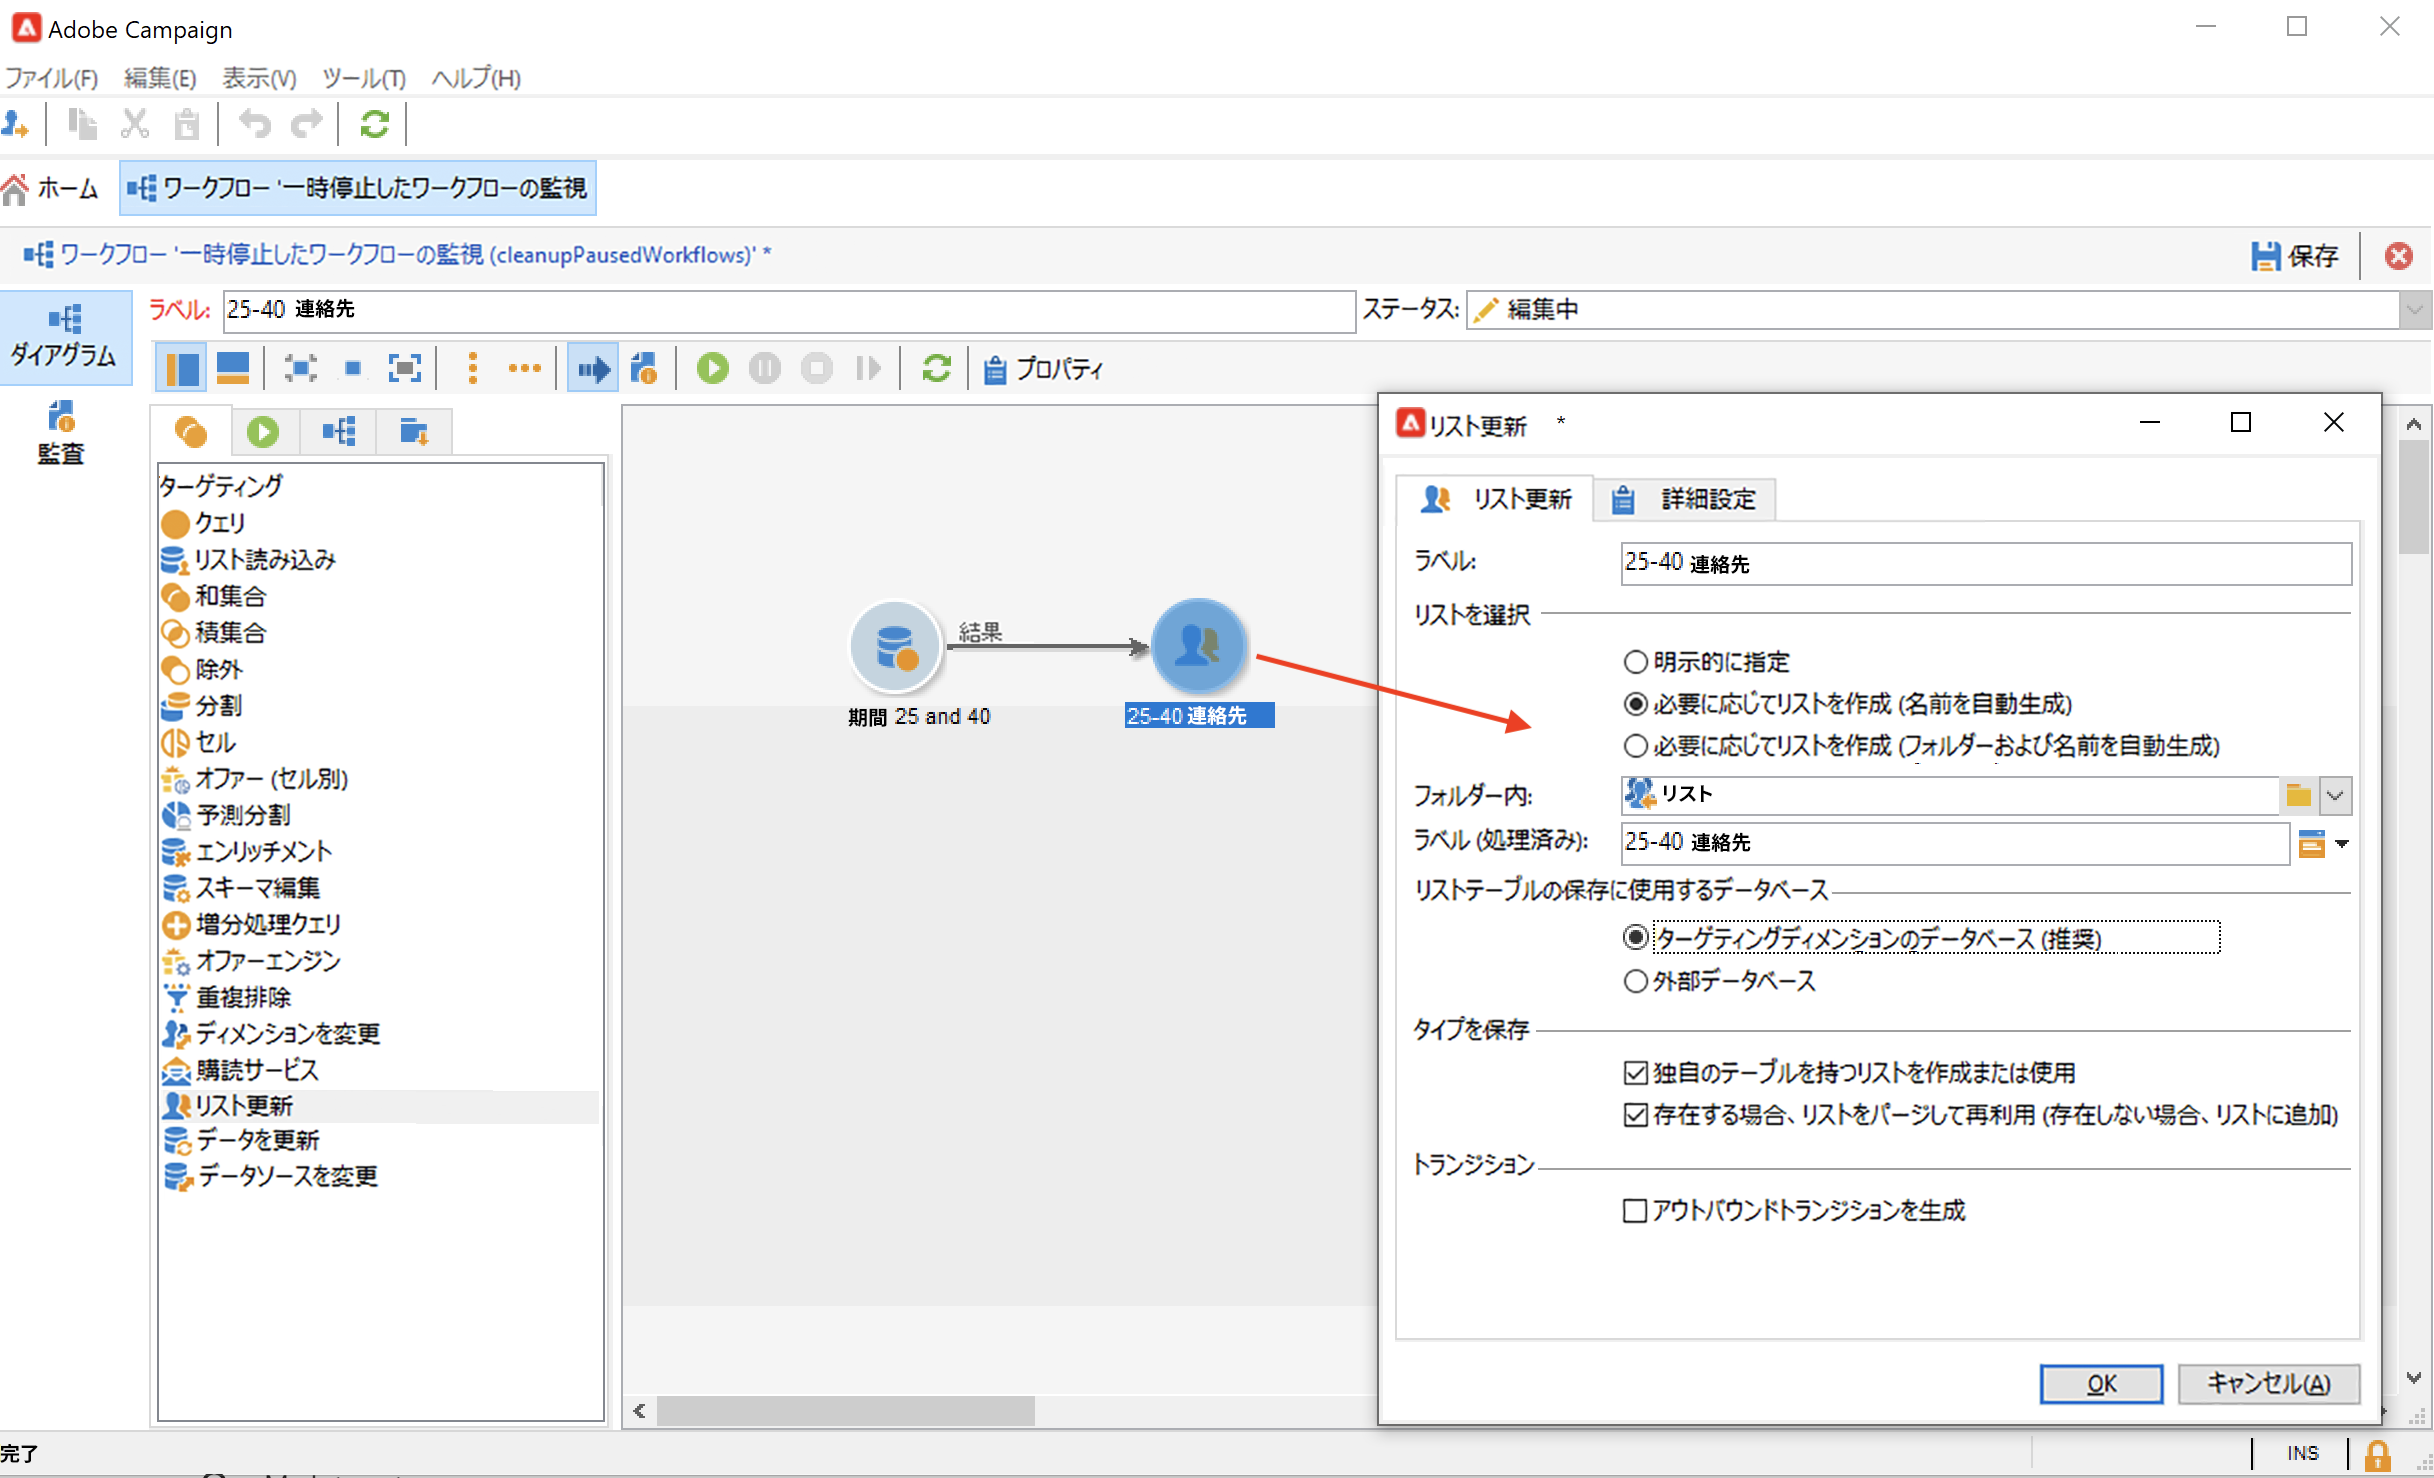 Adobe Campaign
ファイル(F) 編集(E) 表示(V) ツール(T) ヘルプ(H)
ホーム ワークフロー '一時停止したワークフローの監視
ワークフロー '一時停止したワークフローの監視 (cleanupPausedWorkflows)' *
保存
ダイアグラム
監査
ラベル: 25-40 連絡先
ステータス: 編集中
プロパティ
ターゲティング
クエリ
リスト読み込み
和集合
積集合
除外
分割
セル
オファー (セル別)
予測分割
エンリッチメント
スキーマ編集
増分処理クエリ
オファーエンジン
重複排除
ディメンションを変更
購読サービス
リスト更新
データを更新
データソースを変更
結果
期間 25 and 40
25-40 連絡先
リスト更新 *
リスト更新 詳細設定
ラベル: 25-40 連絡先
リストを選択
明示的に指定
必要に応じてリストを作成 (名前を自動生成)
必要に応じてリストを作成 (フォルダーおよび名前を自動生成)
フォルダー内: リスト
ラベル (処理済み): 25-40 連絡先
リストテーブルの保存に使用するデータベース
ターゲティングディメンションのデータベース (推奨)
外部データベース
タイプを保存
独自のテーブルを持つリストを作成または使用
存在する場合、リストをパージして再利用 (存在しない場合、リストに追加)
トランジション
アウトバウンドトランジションを生成
OK キャンセル(A)
完了
INS